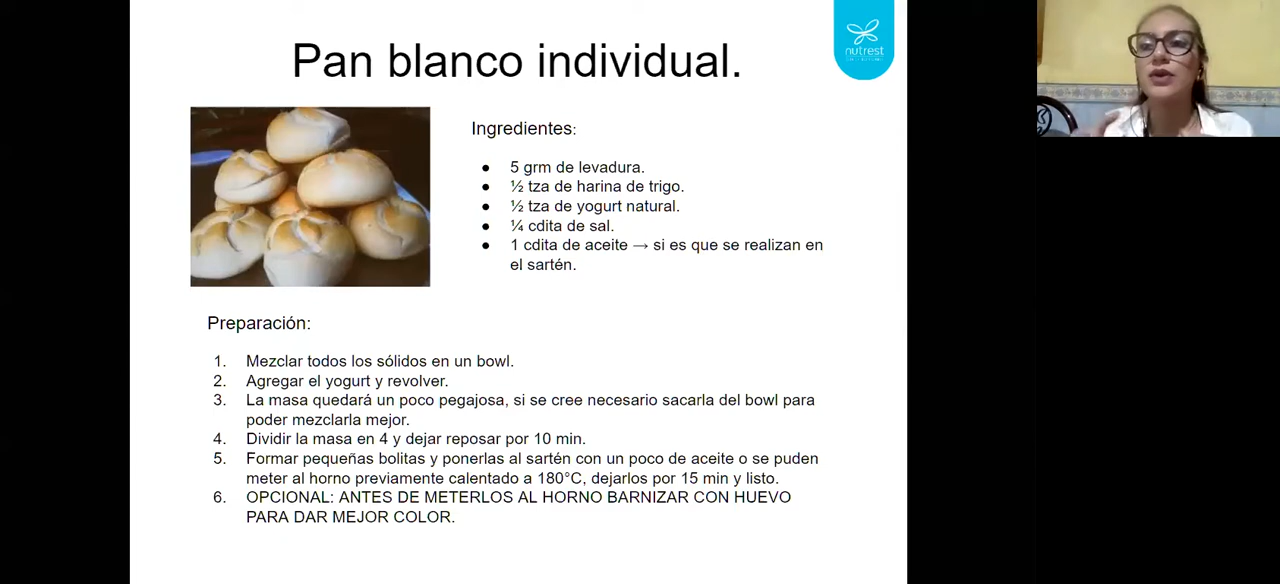 Pan blanco individual.
nutrest
Ingredientes:
● 5 grm de levadura.
● ½ tza de harina de trigo.
● ½ tza de yogurt natural.
● ¼ cdita de sal.
● 1 cdita de aceite → si es que se realizan en
el sartén.
Preparación:
1. Mezclar todos los sólidos en un bowl.
2. Agregar el yogurt y revolver.
3. La masa quedará un poco pegajosa, si se cree necesario sacarla del bowl para
poder mezclarla mejor.
4. Dividir la masa en 4 y dejar reposar por 10 min.
5. Formar pequeñas bolitas y ponerlas al sartén con un poco de aceite o se puden
meter al horno previamente calentado a 180°C, dejarlos por 15 min y listo.
6. OPCIONAL: ANTES DE METERLOS AL HORNO BARNIZAR CON HUEVO
PARA DAR MEJOR COLOR.